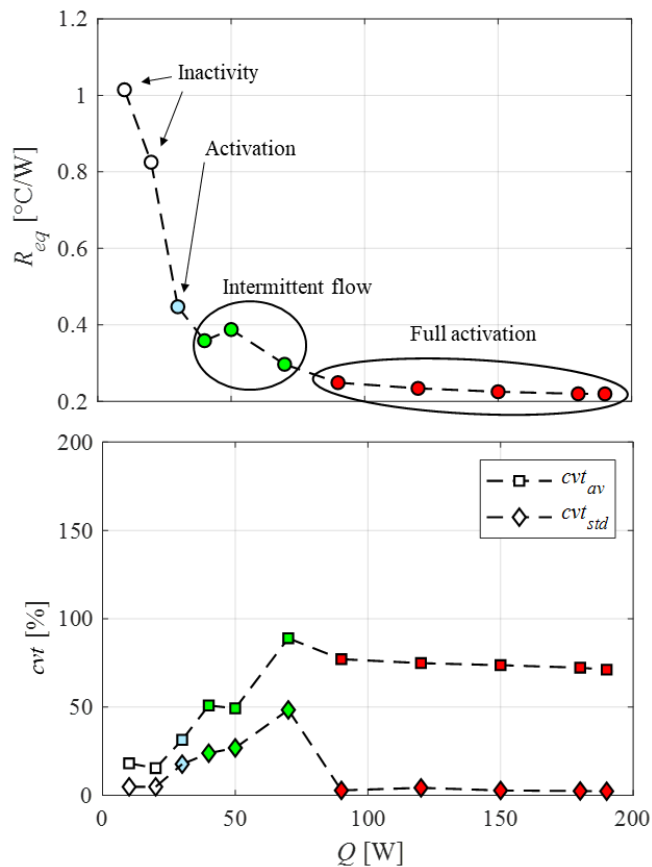 1.2
Inactivity
1
Activation
0.8
R_eq [°C/W]
0.6
Intermittent flow
Full activation
0.4
0.2
200
cvt_av
cvt_std
150
cvt [%]
100
50
0
0 50 100 150 200
Q [W]